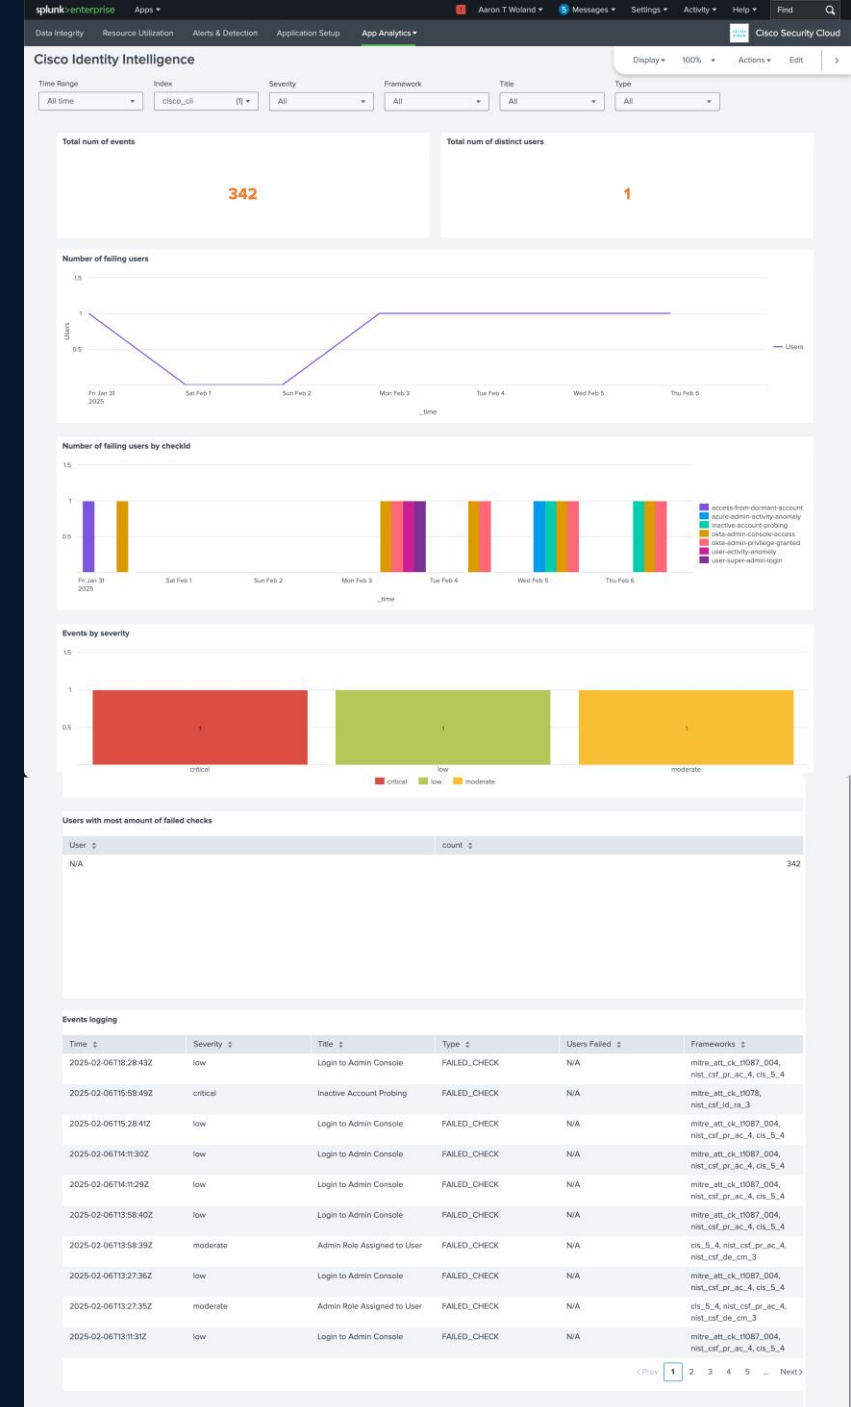 splunk>enterprise Apps ▾ ! Aaron T Woland ▾ S Messages ▾ Settings ▾ Activity ▾ Help ▾ Find
Data Integrity Resource Utilization Alerts & Detection Application Setup App Analytics ▾ Cisco Security Cloud
Cisco Identity Intelligence Display ▾ 100% ▾ Actions ▾ Edit >
Time Range Index Severity Framework Title Type
All time cisco_cii (1) All All All All
Total num of events Total num of distinct users
342 1
Number of failing users
1.5
1
0.5
Users
Users
Fri Jan 31 Sat Feb 1 Sun Feb 2 Mon Feb 3 Tue Feb 4 Wed Feb 5 Thu Feb 6
2025
_time
Number of failing users by checkId
1.5
1
0.5
access-from-dormant-account
azure-admin-activity-anomaly
inactive-account-probing
okta-admin-console-access
okta-admin-privilege-granted
user-activity-anomaly
user-super-admin-login
Fri Jan 31 Sat Feb 1 Sun Feb 2 Mon Feb 3 Tue Feb 4 Wed Feb 5 Thu Feb 6
2025
_time
Events by severity
1.5
1
0.5
1 1 1
critical low moderate
critical low moderate
Users with most amount of failed checks
User count
N/A 342
Events logging
Time Severity Title Type Users Failed Frameworks
2025-02-06T18:28:43Z low Login to Admin Console FAILED_CHECK N/A mitre_att_ck_t1087_004,
nist_csf_pr_ac_4, cis_5_4
2025-02-06T15:58:49Z critical Inactive Account Probing FAILED_CHECK N/A mitre_att_ck_t1078,
nist_csf_id_ra_3
2025-02-06T15:28:41Z low Login to Admin Console FAILED_CHECK N/A mitre_att_ck_t1087_004,
nist_csf_pr_ac_4, cis_5_4
2025-02-06T14:11:30Z low Login to Admin Console FAILED_CHECK N/A mitre_att_ck_t1087_004,
nist_csf_pr_ac_4, cis_5_4
2025-02-06T14:11:29Z low Login to Admin Console FAILED_CHECK N/A mitre_att_ck_t1087_004,
nist_csf_pr_ac_4, cis_5_4
2025-02-06T13:58:40Z low Login to Admin Console FAILED_CHECK N/A mitre_att_ck_t1087_004,
nist_csf_pr_ac_4, cis_5_4
2025-02-06T13:58:39Z moderate Admin Role Assigned to User FAILED_CHECK N/A cis_5_4, nist_csf_pr_ac_4,
nist_csf_de_cm_3
2025-02-06T13:27:36Z low Login to Admin Console FAILED_CHECK N/A mitre_att_ck_t1087_004,
nist_csf_pr_ac_4, cis_5_4
2025-02-06T13:27:35Z moderate Admin Role Assigned to User FAILED_CHECK N/A cis_5_4, nist_csf_pr_ac_4,
nist_csf_de_cm_3
2025-02-06T13:11:31Z low Login to Admin Console FAILED_CHECK N/A mitre_att_ck_t1087_004,
nist_csf_pr_ac_4, cis_5_4
< Prev 1 2 3 4 5 ... Next >